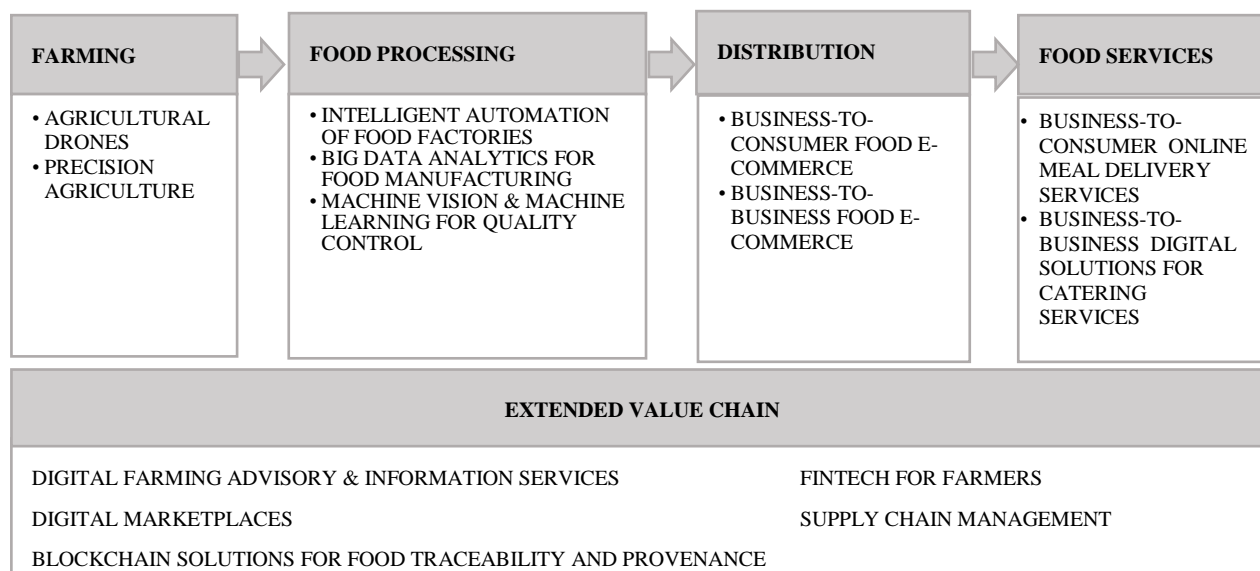 FARMING
• AGRICULTURAL
DRONES
• PRECISION
AGRICULTURE
FOOD PROCESSING
• INTELLIGENT AUTOMATION
OF FOOD FACTORIES
• BIG DATA ANALYTICS FOR
FOOD MANUFACTURING
• MACHINE VISION & MACHINE
LEARNING FOR QUALITY
CONTROL
DISTRIBUTION
• BUSINESS-TO-
CONSUMER FOOD E-
COMMERCE
• BUSINESS-TO-
BUSINESS FOOD E-
COMMERCE
FOOD SERVICES
• BUSINESS-TO-
CONSUMER ONLINE
MEAL DELIVERY
SERVICES
• BUSINESS-TO-
BUSINESS DIGITAL
SOLUTIONS FOR
CATERING
SERVICES
EXTENDED VALUE CHAIN
DIGITAL FARMING ADVISORY & INFORMATION SERVICES
DIGITAL MARKETPLACES
BLOCKCHAIN SOLUTIONS FOR FOOD TRACEABILITY AND PROVENANCE
FINTECH FOR FARMERS
SUPPLY CHAIN MANAGEMENT